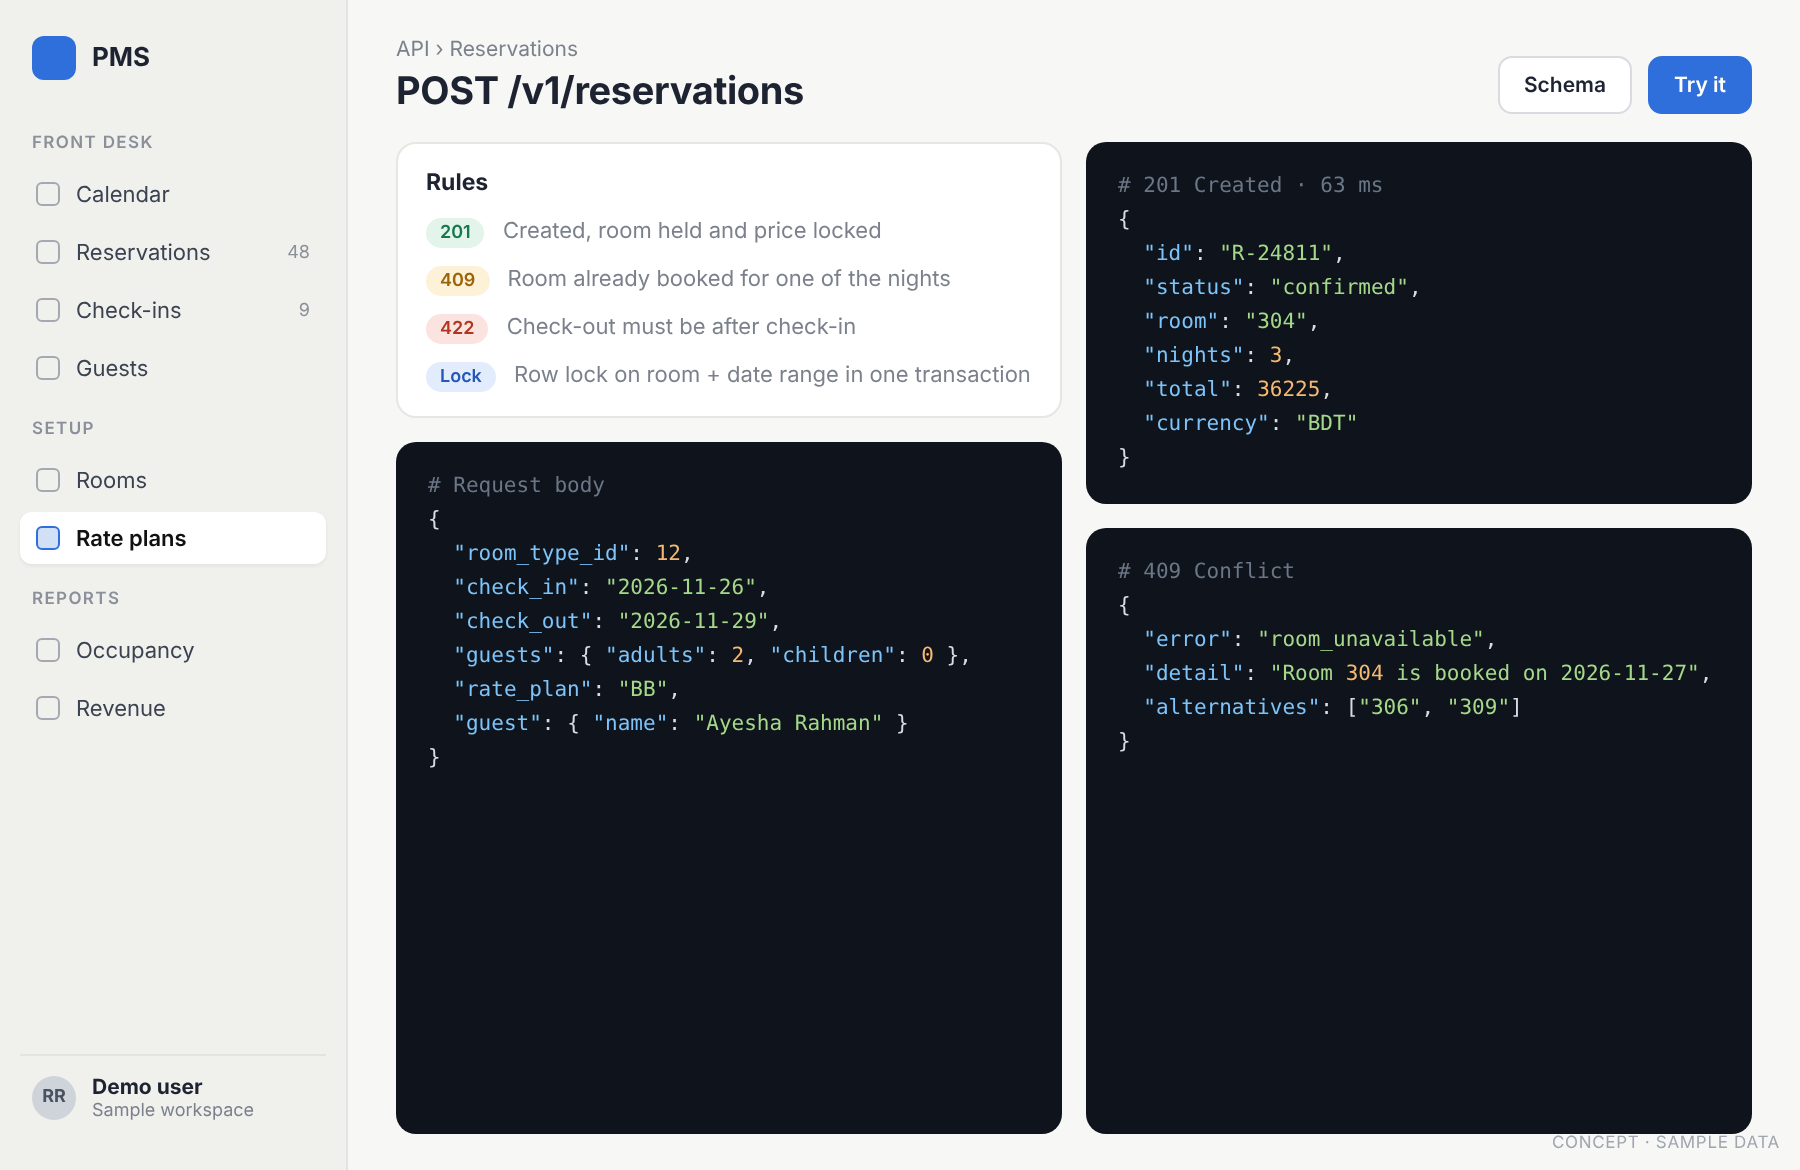 PMS
FRONT DESK
Calendar
Reservations 48
Check-ins 9
Guests
SETUP
Rooms
Rate plans
REPORTS
Occupancy
Revenue
RR
Demo user
Sample workspace
API › Reservations
POST /v1/reservations
Schema
Try it
Rules
201 Created, room held and price locked
409 Room already booked for one of the nights
422 Check-out must be after check-in
Lock Row lock on room + date range in one transaction
# Request body
{
  "room_type_id": 12,
  "check_in": "2026-11-26",
  "check_out": "2026-11-29",
  "guests": { "adults": 2, "children": 0 },
  "rate_plan": "BB",
  "guest": { "name": "Ayesha Rahman" }
}
# 201 Created · 63 ms
{
  "id": "R-24811",
  "status": "confirmed",
  "room": "304",
  "nights": 3,
  "total": 36225,
  "currency": "BDT"
}
# 409 Conflict
{
  "error": "room_unavailable",
  "detail": "Room 304 is booked on 2026-11-27",
  "alternatives": ["306", "309"]
}
CONCEPT · SAMPLE DATA